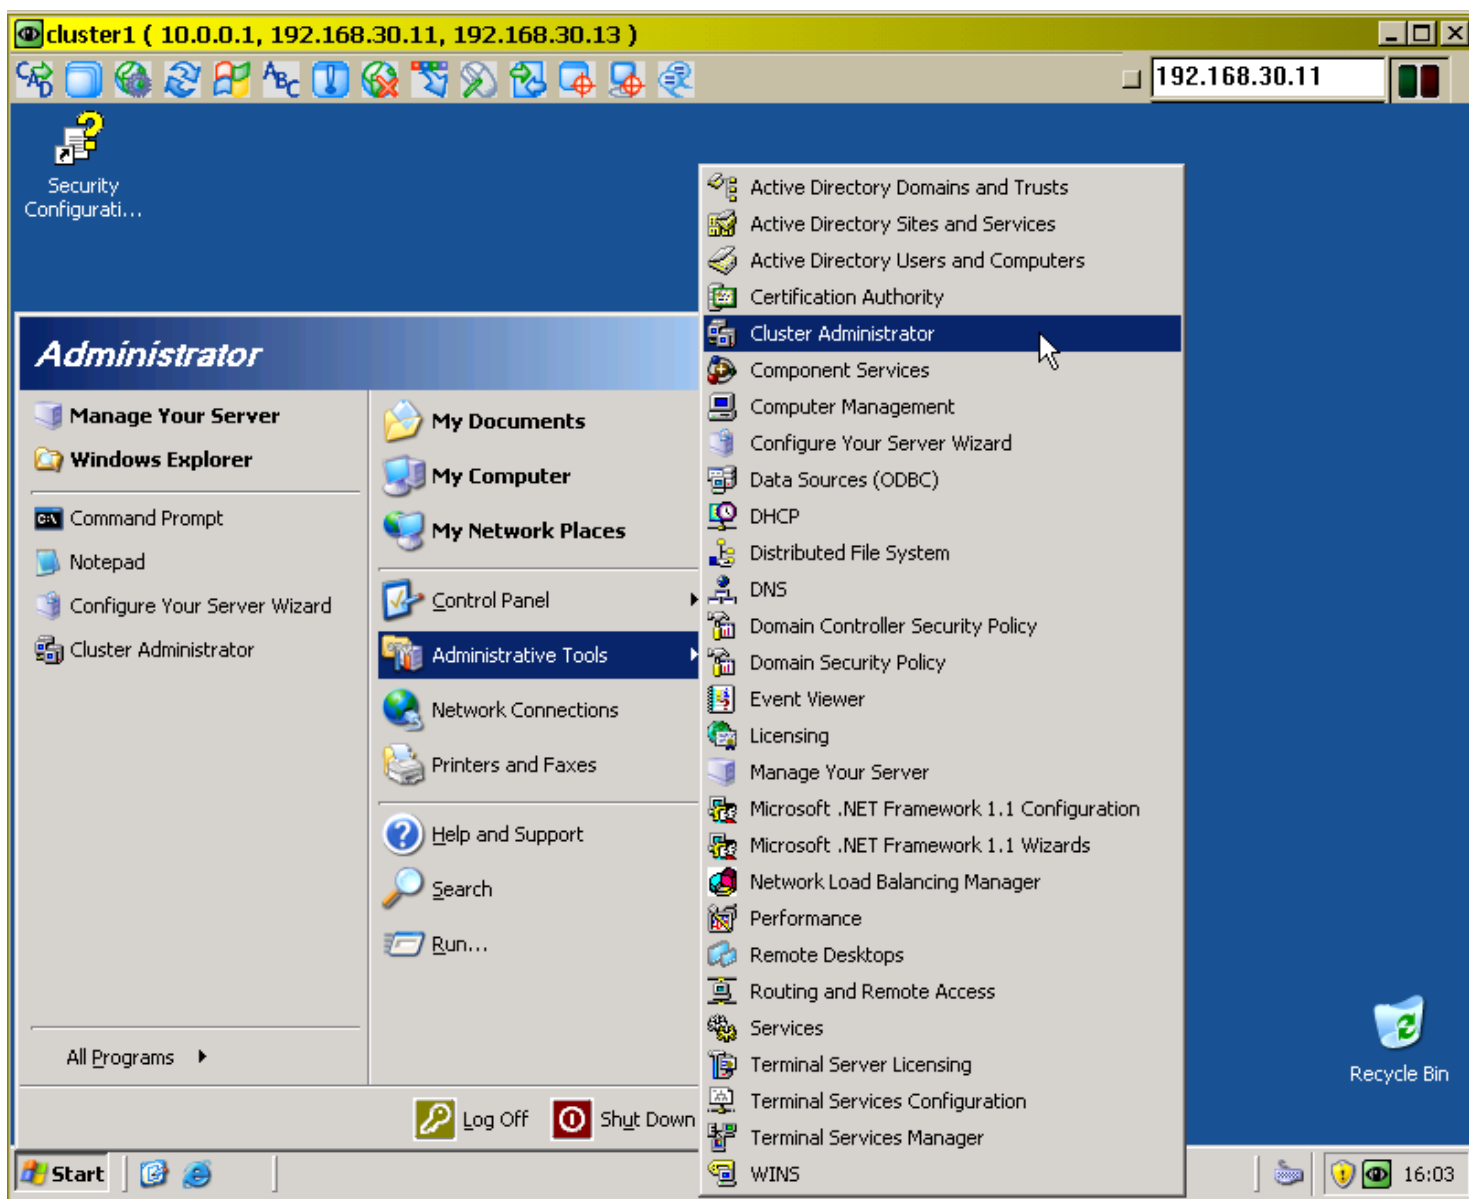 cluster1 ( 10.0.0.1, 192.168.30.11, 192.168.30.13 )
CAD
ABC
192.168.30.11
Security
Configurati...
Administrator
Manage Your Server
Windows Explorer
Command Prompt
Notepad
Configure Your Server Wizard
Cluster Administrator
All Programs
My Documents
My Computer
My Network Places
Control Panel
Administrative Tools
Network Connections
Printers and Faxes
Help and Support
Search
Run...
Log Off
Shut Down
Active Directory Domains and Trusts
Active Directory Sites and Services
Active Directory Users and Computers
Certification Authority
Cluster Administrator
Component Services
Computer Management
Configure Your Server Wizard
Data Sources (ODBC)
DHCP
Distributed File System
DNS
Domain Controller Security Policy
Domain Security Policy
Event Viewer
Licensing
Manage Your Server
Microsoft .NET Framework 1.1 Configuration
Microsoft .NET Framework 1.1 Wizards
Network Load Balancing Manager
Performance
Remote Desktops
Routing and Remote Access
Services
Terminal Server Licensing
Terminal Services Configuration
Terminal Services Manager
WINS
Recycle Bin
Start
16:03